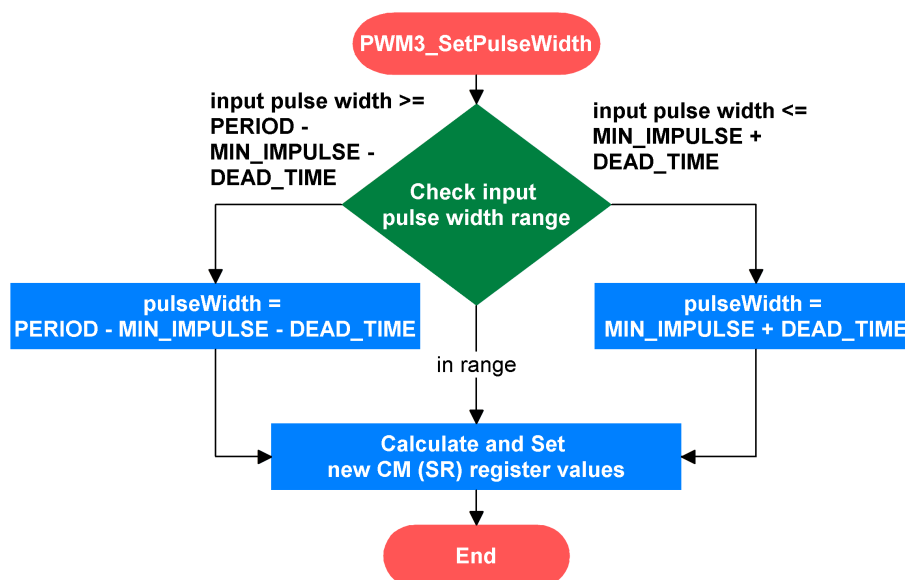 PWM3_SetPulseWidth
input pulse width >=
PERIOD -
MIN_IMPULSE -
DEAD_TIME
input pulse width <=
MIN_IMPULSE +
DEAD_TIME
Check input
pulse width range
pulseWidth =
PERIOD - MIN_IMPULSE - DEAD_TIME
pulseWidth =
MIN_IMPULSE + DEAD_TIME
in range
Calculate and Set
new CM (SR) register values
End